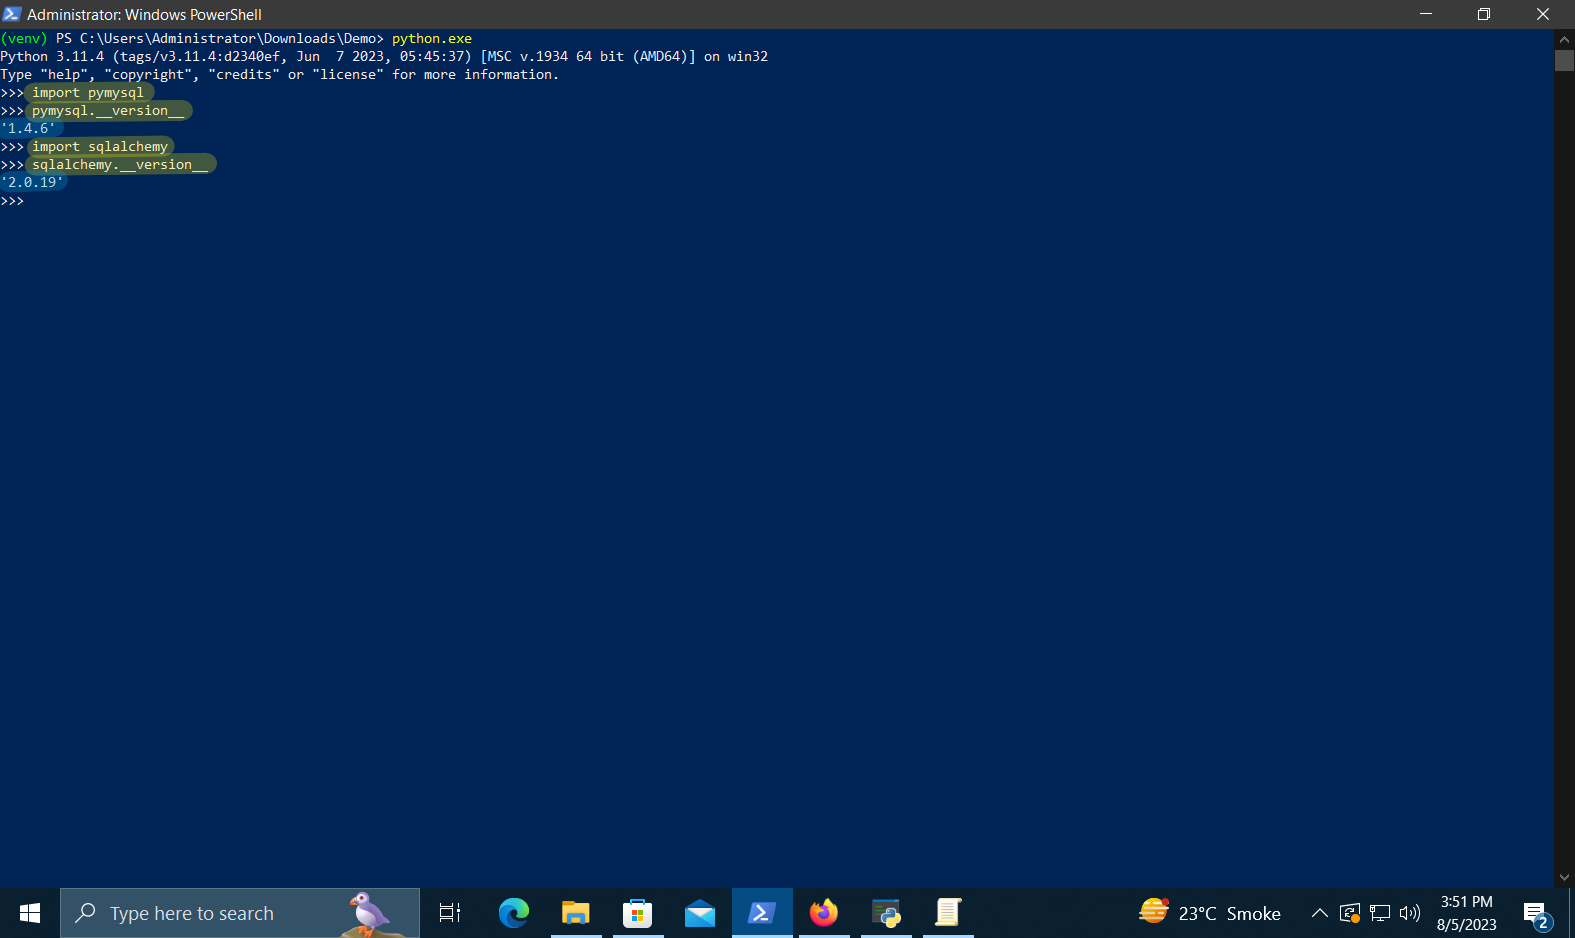 Administrator: Windows PowerShell
(venv) PS C:\Users\Administrator\Downloads\Demo> python.exe
Python 3.11.4 (tags/v3.11.4:d2340ef, Jun  7 2023, 05:45:37) [MSC v.1934 64 bit (AMD64)] on win32
Type "help", "copyright", "credits" or "license" for more information.
>>> import pymysql
>>> pymysql.__version__
'1.4.6'
>>> import sqlalchemy
>>> sqlalchemy.__version__
'2.0.19'
>>>
Type here to search
23°C Smoke
3:51 PM
8/5/2023
2